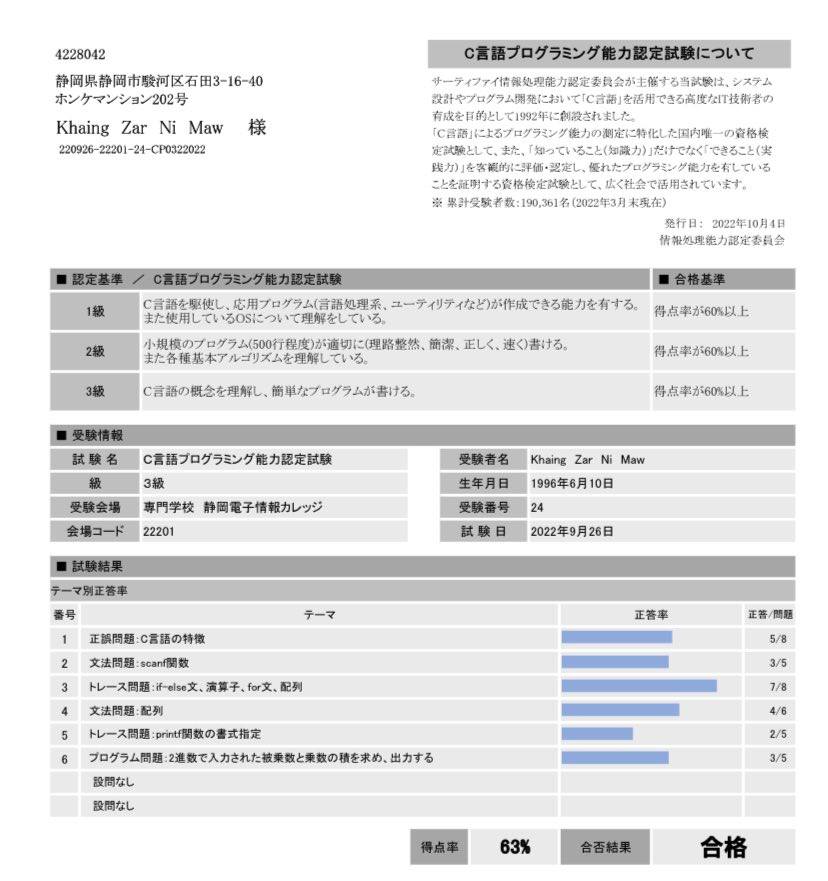 4228042
静岡県静岡市駿河区石田3-16-40
ホンケマンション202号
Khaing Zar Ni Maw 様
220926-22201-24-CP0322022
C言語プログラミング能力認定試験について
サーティファイ情報処理能力認定委員会が主催する当試験は、システム
設計やプログラム開発において「C言語」を活用できる高度なIT技術者の
育成を目的として1992年に創設されました。
「C言語」によるプログラミング能力の測定に特化した国内唯一の資格検
定試験として、また、「知っていること(知識力)」だけでなく「できること(実
践力)」を客観的に評価・認定し、優れたプログラミング能力を有している
ことを証明する資格検定試験として、広く社会で活用されています。
※ 累計受験者数:190,361名(2022年3月末現在)
発行日: 2022年10月4日
情報処理能力認定委員会
■ 認定基準 / C言語プログラミング能力認定試験 ■ 合格基準
1級 C言語を駆使し、応用プログラム(言語処理系、ユーティリティなど)が作成できる能力を有する。
また使用しているOSについて理解をしている。 得点率が60%以上
2級 小規模のプログラム(500行程度)が適切に(理路整然、簡潔、正しく、速く)書ける。
また各種基本アルゴリズムを理解している。 得点率が60%以上
3級 C言語の概念を理解し、簡単なプログラムが書ける。 得点率が60%以上
■ 受験情報
試 験 名 C言語プログラミング能力認定試験 受験者名 Khaing Zar Ni Maw
級 3級 生年月日 1996年6月10日
受験会場 専門学校 静岡電子情報カレッジ 受験番号 24
会場コード 22201 試 験 日 2022年9月26日
■ 試験結果
テーマ別正答率
番号 テーマ 正答率 正答/問題
1 正誤問題:C言語の特徴 5/8
2 文法問題:scanf関数 3/5
3 トレース問題:if-else文、演算子、for文、配列 7/8
4 文法問題:配列 4/6
5 トレース問題:printf関数の書式指定 2/5
6 プログラム問題:2進数で入力された被乗数と乗数の積を求め、出力する 3/5
設問なし
設問なし
得点率 63% 合否結果 合格